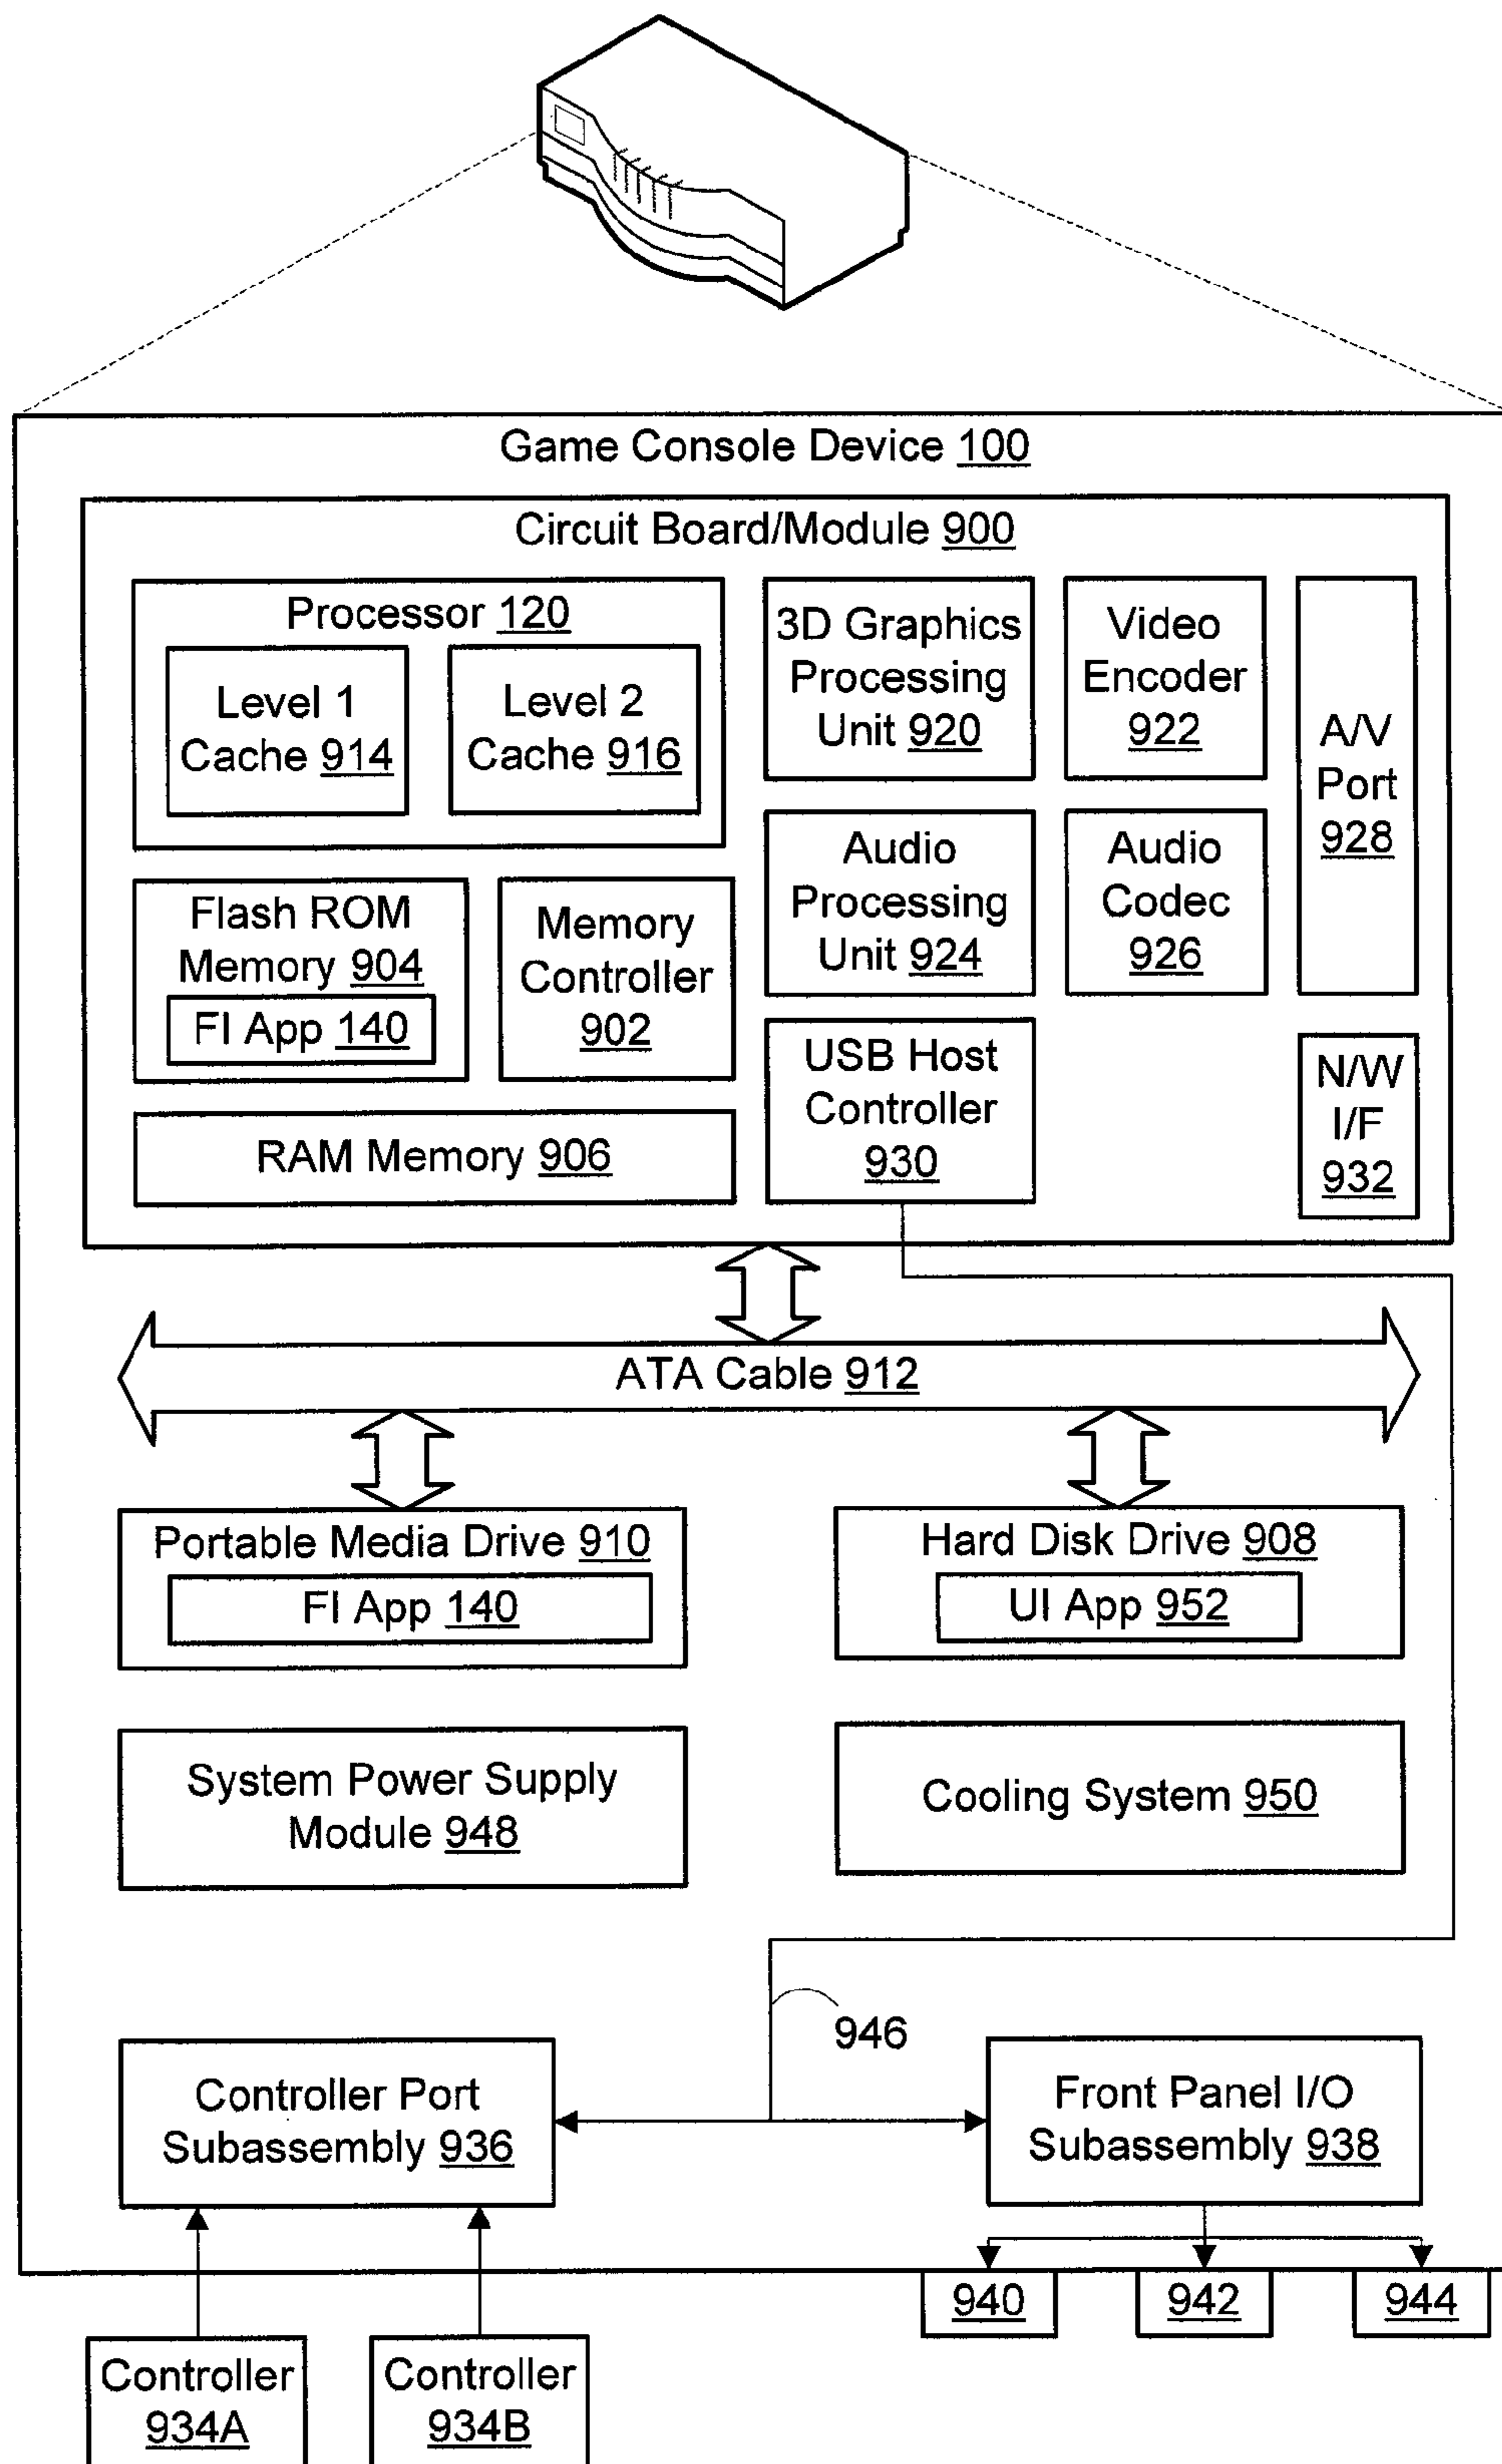 Game Console Device 100
Circuit Board/Module 900
Processor 120
Level 1
Cache 914
Level 2
Cache 916
3D Graphics
Processing
Unit 920
Video
Encoder
922
A/V
Port
928
Flash ROM
Memory 904
FI App 140
Memory
Controller
902
Audio
Processing
Unit 924
Audio
Codec
926
RAM Memory 906
USB Host
Controller
930
N/W
I/F
932
ATA Cable 912
Portable Media Drive 910
FI App 140
Hard Disk Drive 908
UI App 952
System Power Supply
Module 948
Cooling System 950
946
Controller Port
Subassembly 936
Front Panel I/O
Subassembly 938
940
942
944
Controller
934A
Controller
934B